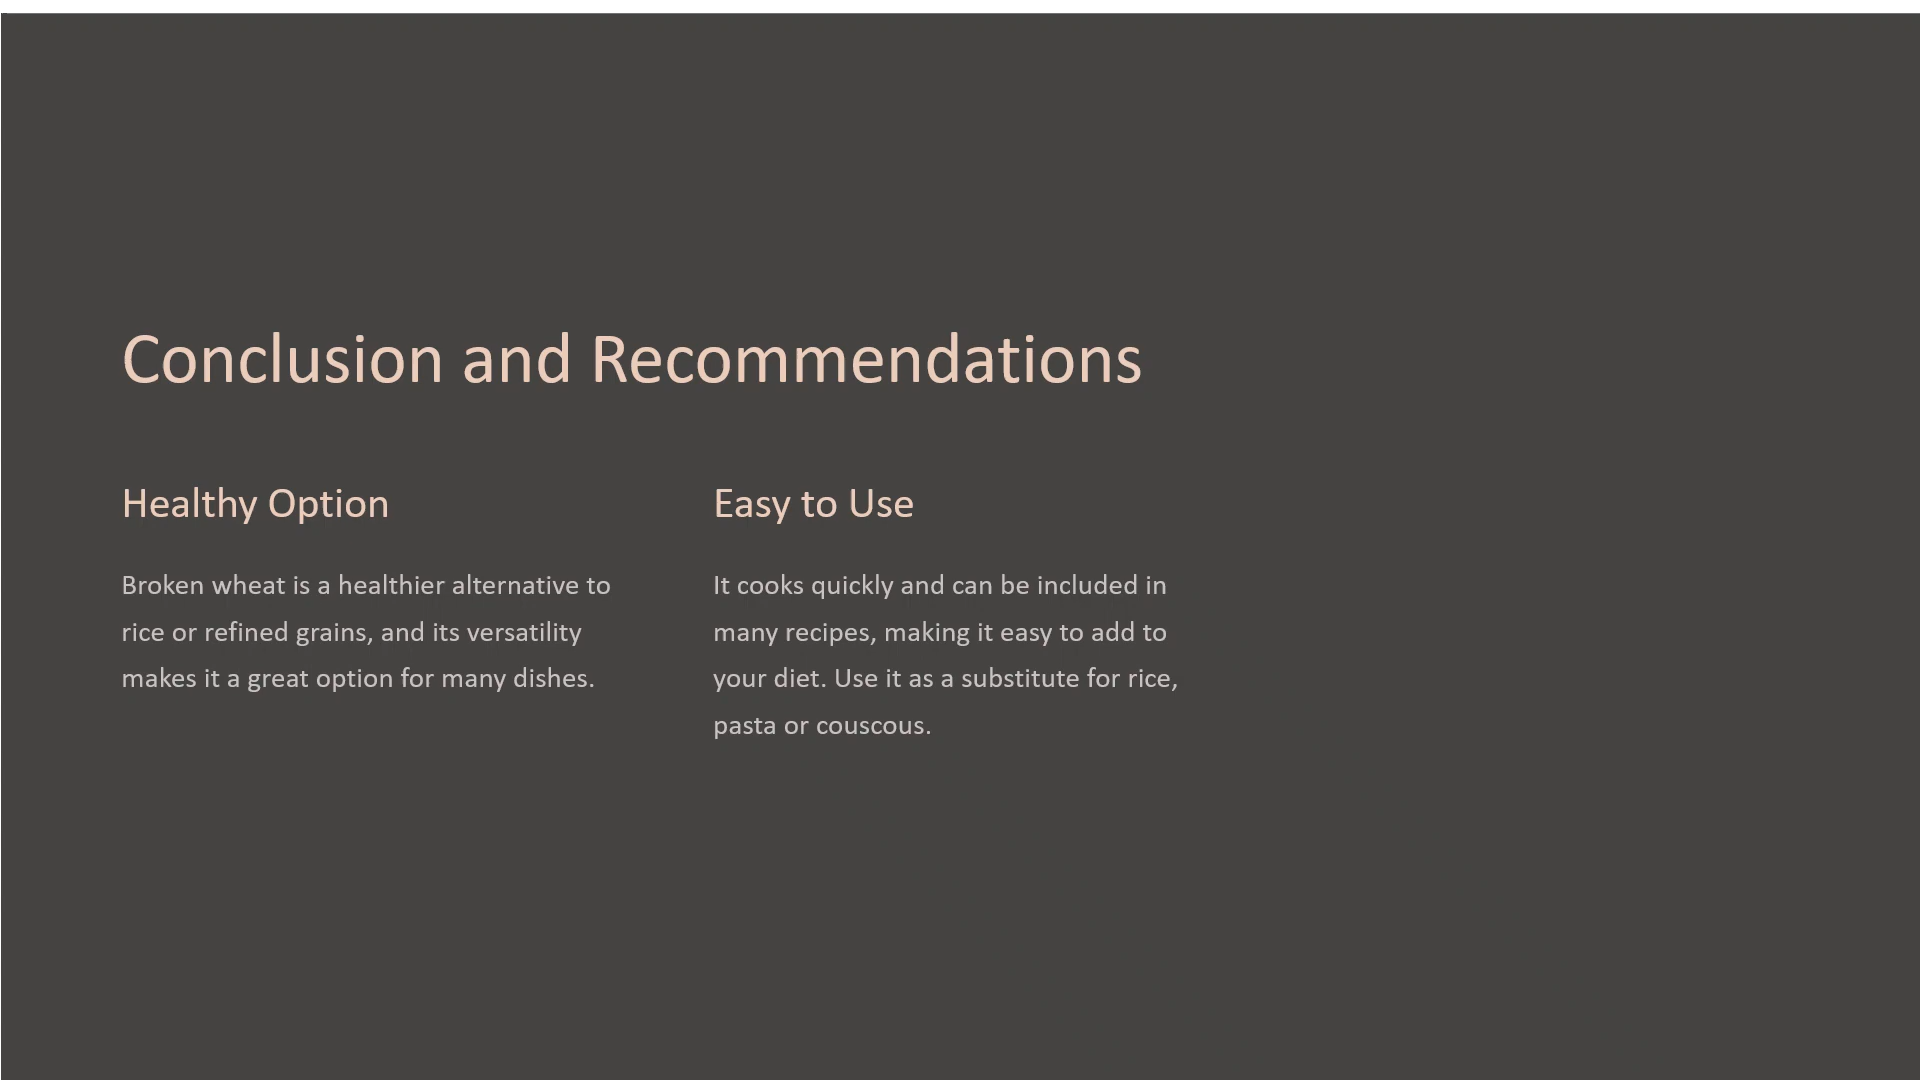 Conclusion and Recommendations
Healthy Option
Broken wheat is a healthier alternative to
rice or refined grains, and its versatility
makes it a great option for many dishes.
Easy to Use
It cooks quickly and can be included in
many recipes, making it easy to add to
your diet. Use it as a substitute for rice,
pasta or couscous.